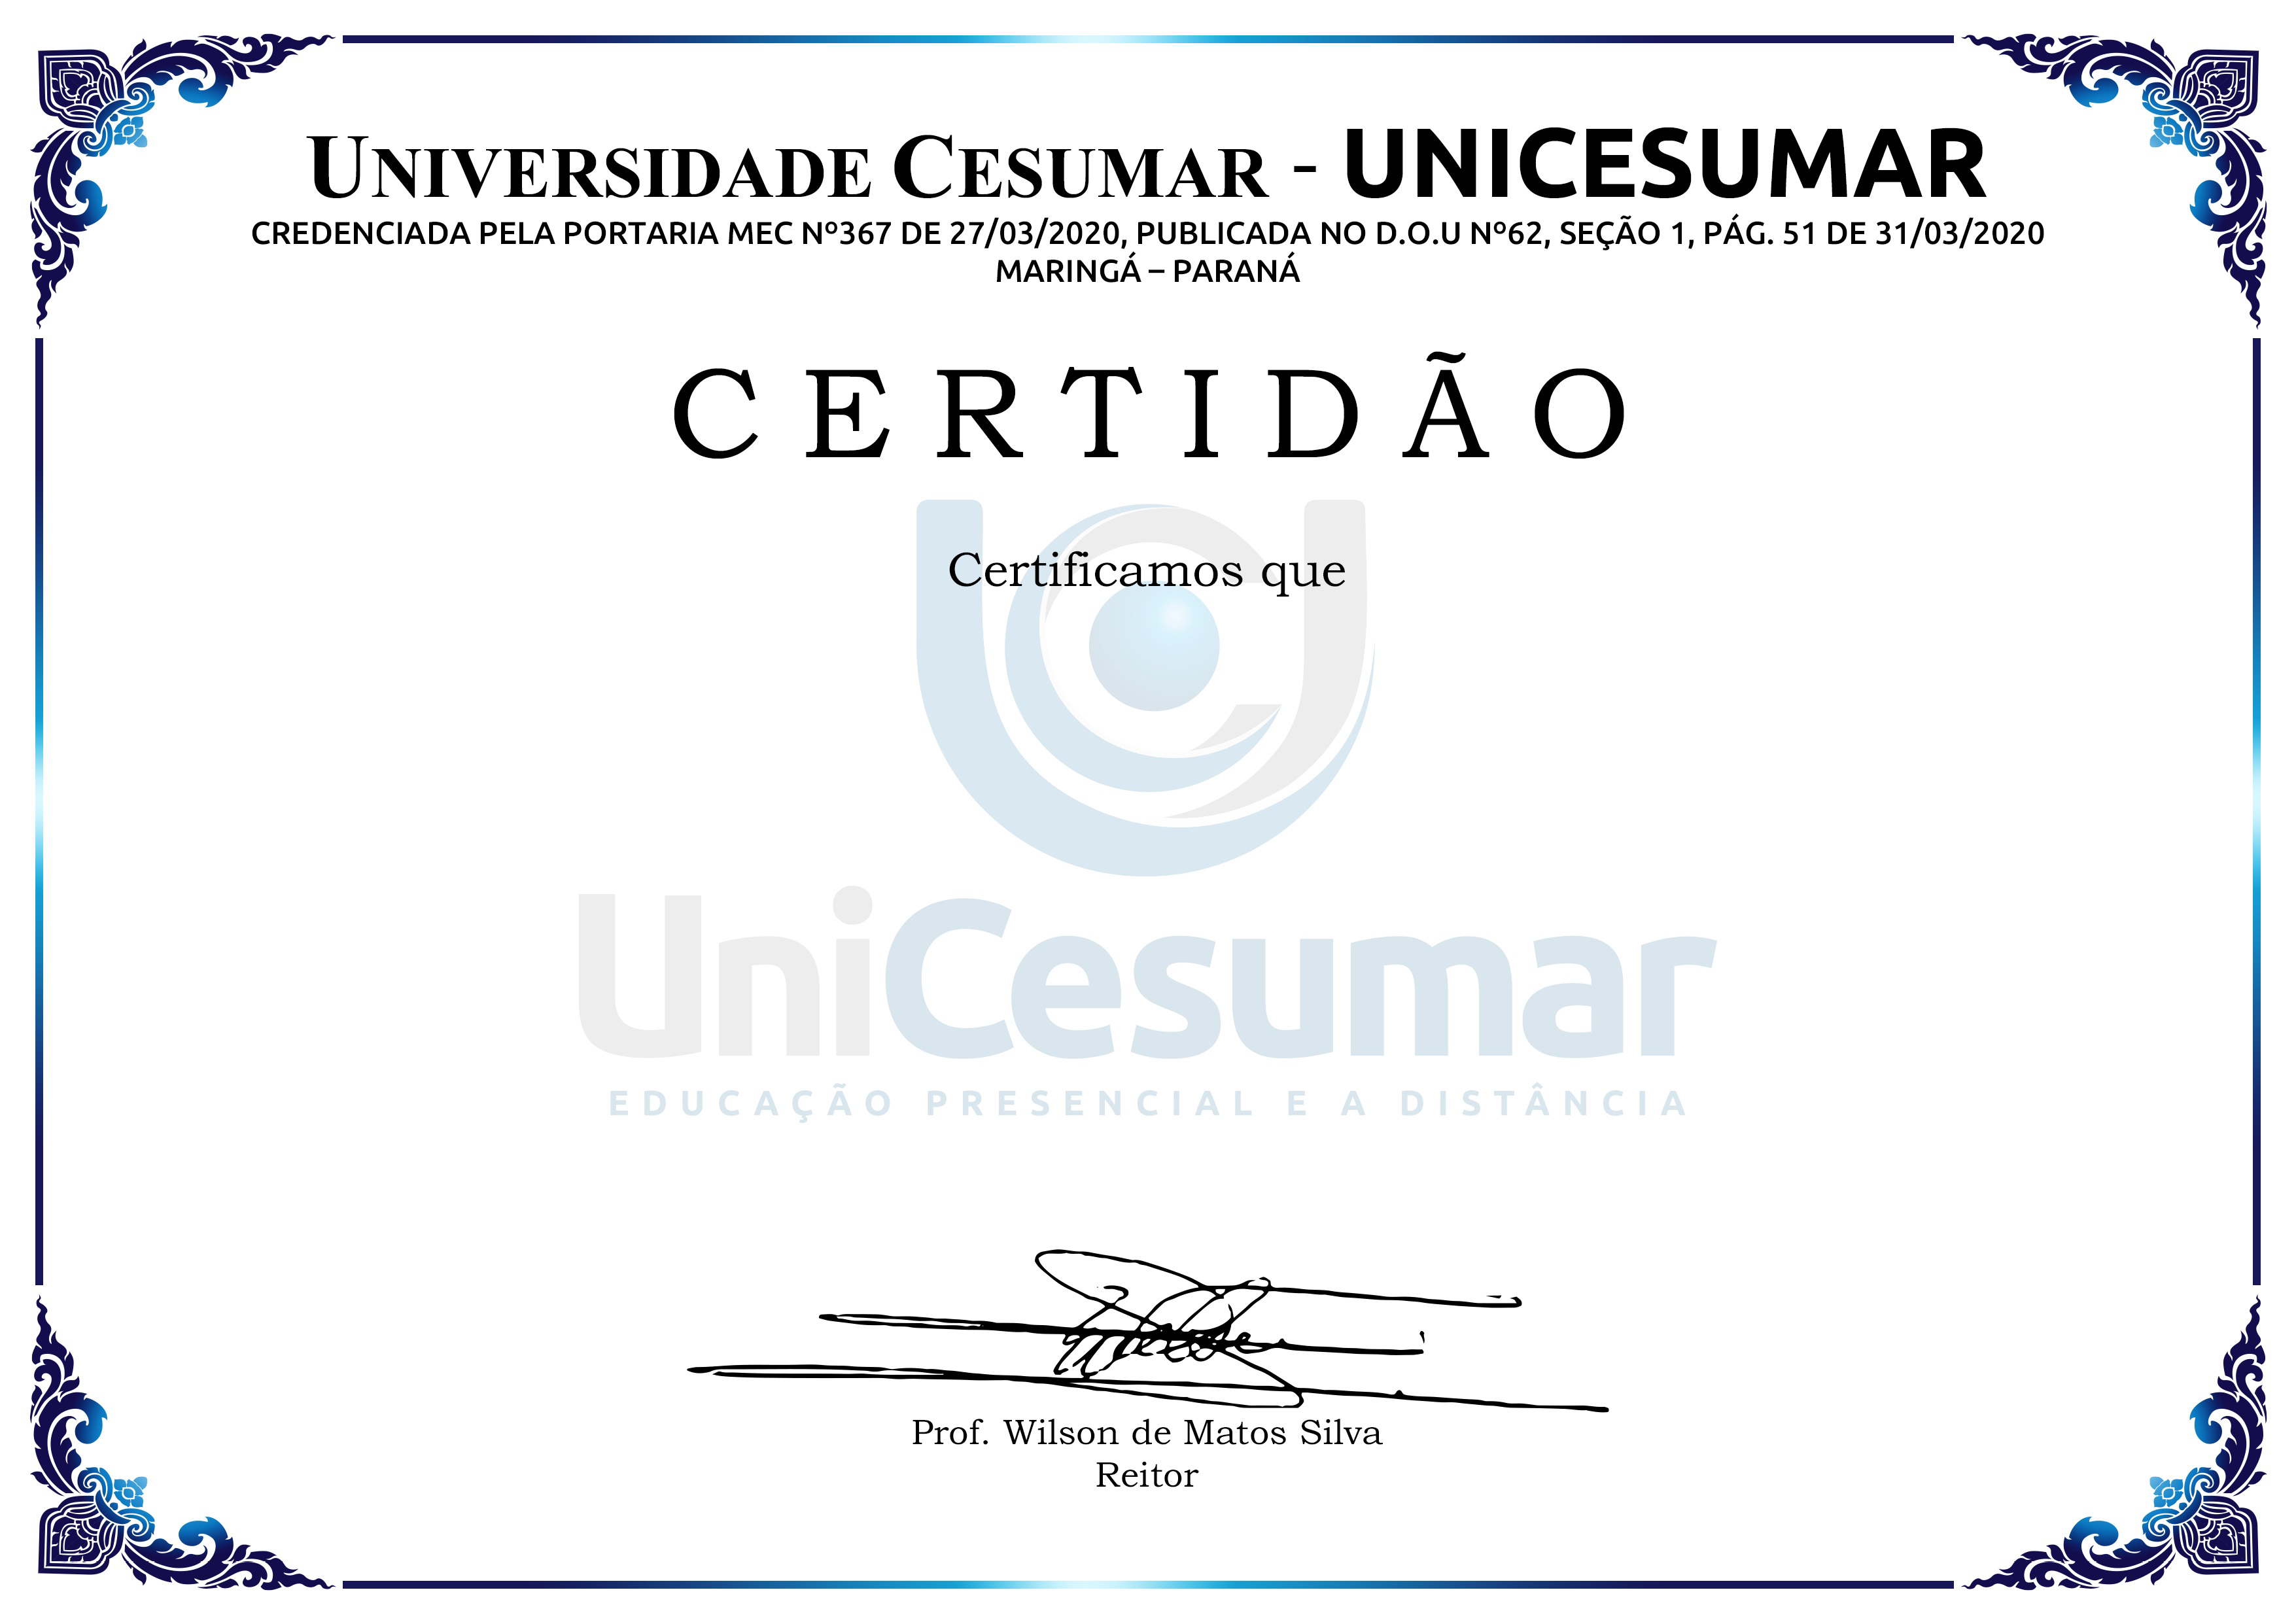 UNIVERSIDADE CESUMAR - UNICESUMAR
CREDENCIADA PELA PORTARIA MEC Nº367 DE 27/03/2020, PUBLICADA NO D.O.U Nº62, SEÇÃO 1, PÁG. 51 DE 31/03/2020
MARINGÁ – PARANÁ
CERTIDÃO
Certificamos que
UniCesumar
EDUCAÇÃO PRESENCIAL E A DISTÂNCIA
Prof. Wilson de Matos Silva
Reitor